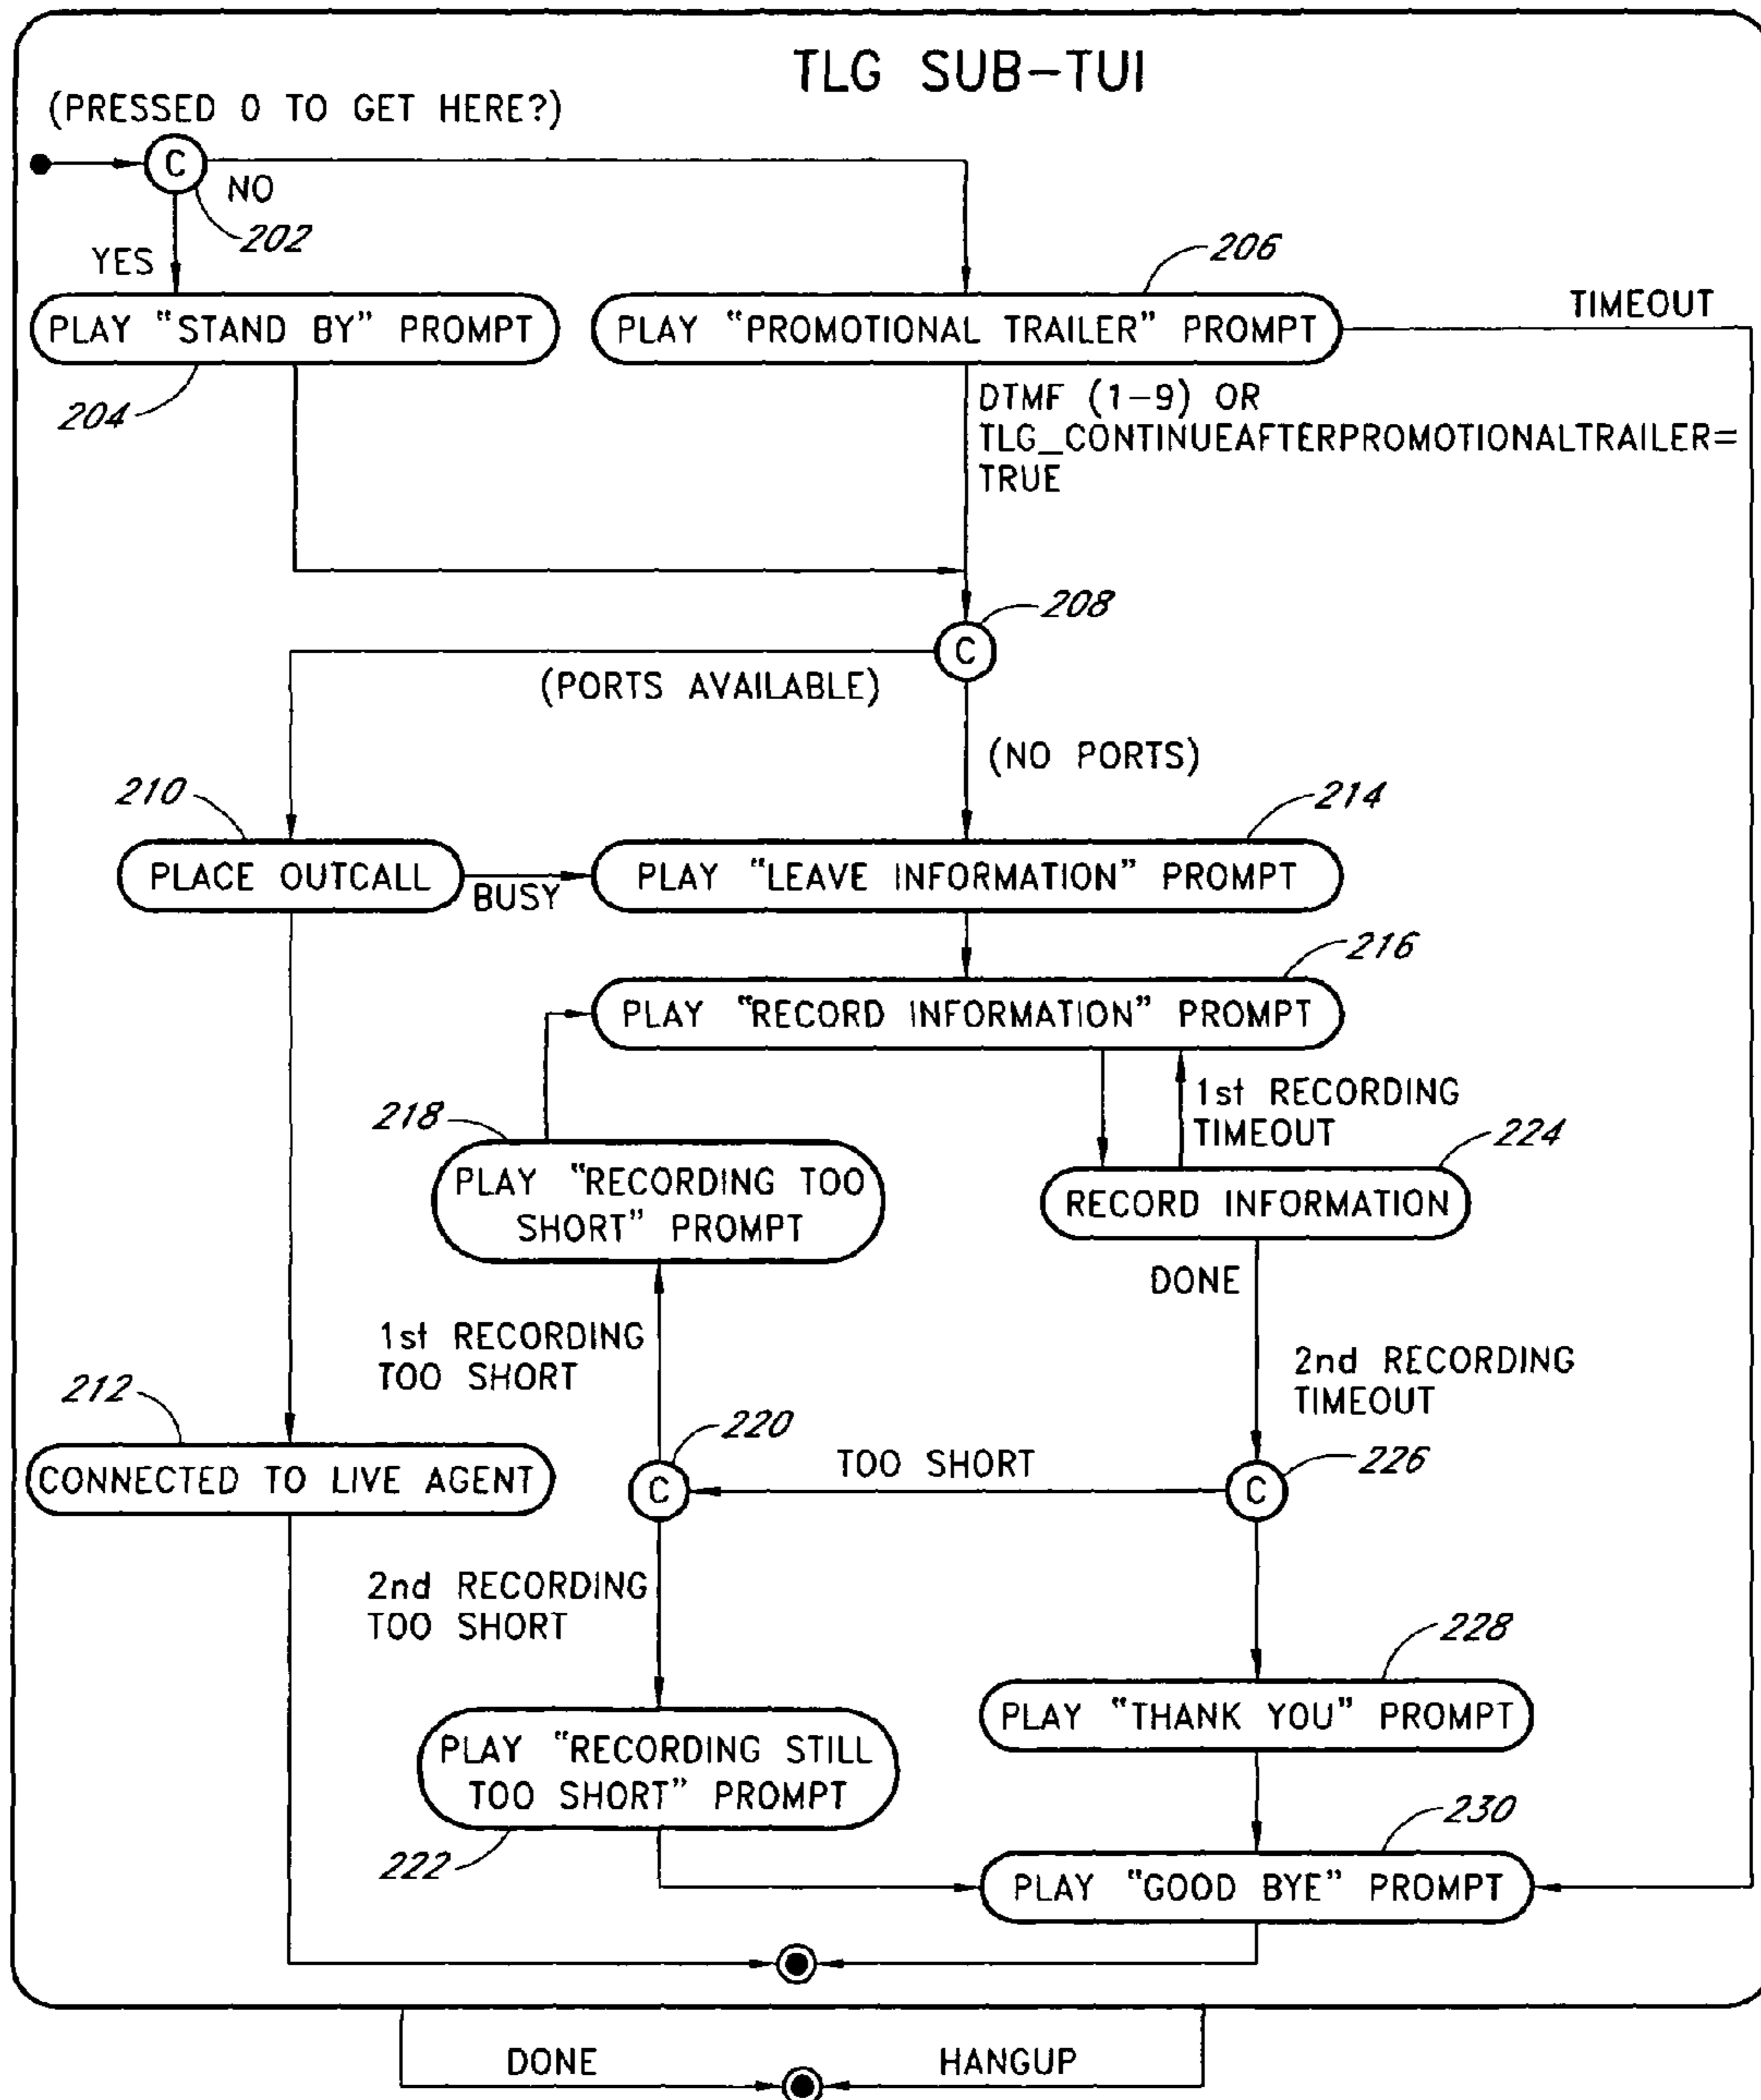 TLG SUB-TUI
(PRESSED 0 TO GET HERE?)
C
NO
202
YES
206
PLAY "STAND BY" PROMPT
PLAY "PROMOTIONAL TRAILER" PROMPT
TIMEOUT
204
DTMF (1-9) OR
TLG_CONTINUEAFTERPROMOTIONALTRAILER=
TRUE
208
C
(PORTS AVAILABLE)
(NO PORTS)
210
214
PLACE OUTCALL
BUSY
PLAY "LEAVE INFORMATION" PROMPT
216
PLAY "RECORD INFORMATION" PROMPT
218
1st RECORDING
TIMEOUT
224
PLAY "RECORDING TOO
SHORT" PROMPT
RECORD INFORMATION
DONE
1st RECORDING
TOO SHORT
2nd RECORDING
TIMEOUT
212
220
226
CONNECTED TO LIVE AGENT
C
TOO SHORT
C
2nd RECORDING
TOO SHORT
228
PLAY "THANK YOU" PROMPT
PLAY "RECORDING STILL
TOO SHORT" PROMPT
222
230
PLAY "GOOD BYE" PROMPT
DONE
HANGUP